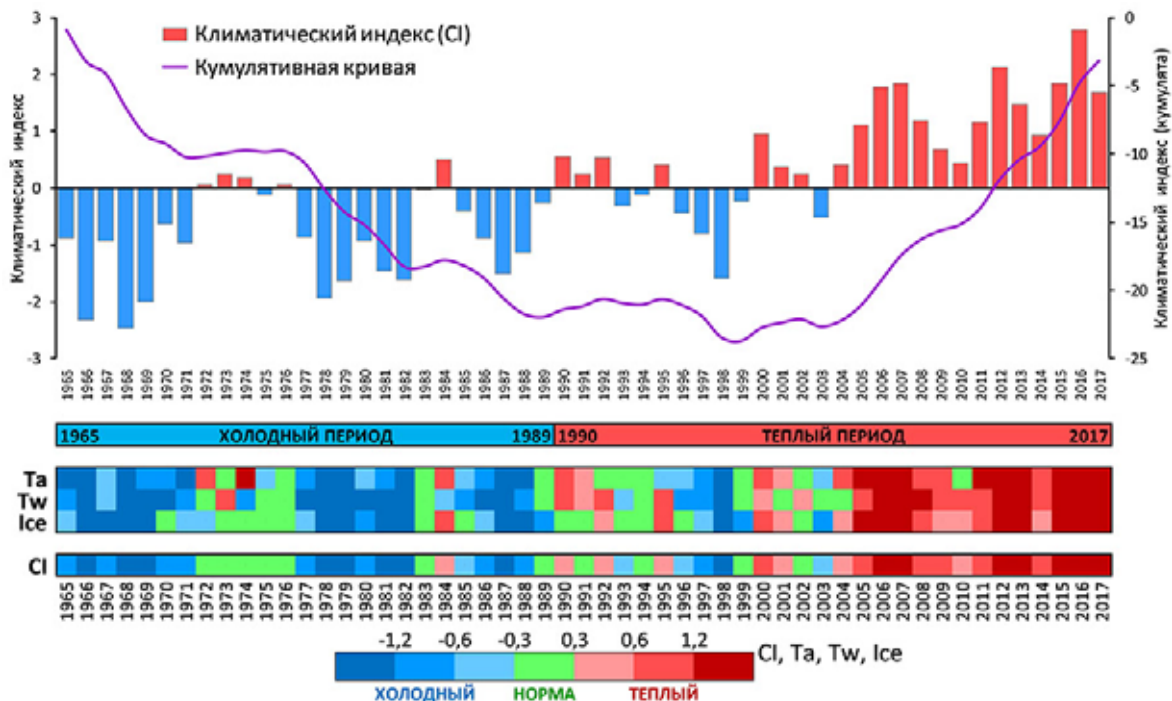 3
2
1
0
-1
-2
-3
Климатический индекс
Климатический индекс (CI)
Кумулятивная кривая
0
-5
-10
-15
-20
-25
Климатический индекс (кумулята)
1965 1966 1967 1968 1969 1970 1971 1972 1973 1974 1975 1976 1977 1978 1979 1980 1981 1982 1983 1984 1985 1986 1987 1988 1989 1990 1991 1992 1993 1994 1995 1996 1997 1998 1999 2000 2001 2002 2003 2004 2005 2006 2007 2008 2009 2010 2011 2012 2013 2014 2015 2016 2017
1965 ХОЛОДНЫЙ ПЕРИОД 1989 1990 ТЕПЛЫЙ ПЕРИОД 2017
Ta
Tw
Ice
CI
1965 1966 1967 1968 1969 1970 1971 1972 1973 1974 1975 1976 1977 1978 1979 1980 1981 1982 1983 1984 1985 1986 1987 1988 1989 1990 1991 1992 1993 1994 1995 1996 1997 1998 1999 2000 2001 2002 2003 2004 2005 2006 2007 2008 2009 2010 2011 2012 2013 2014 2015 2016 2017
-1,2 -0,6 -0,3 0,3 0,6 1,2
CI, Ta, Tw, Ice
ХОЛОДНЫЙ НОРМА ТЕПЛЫЙ